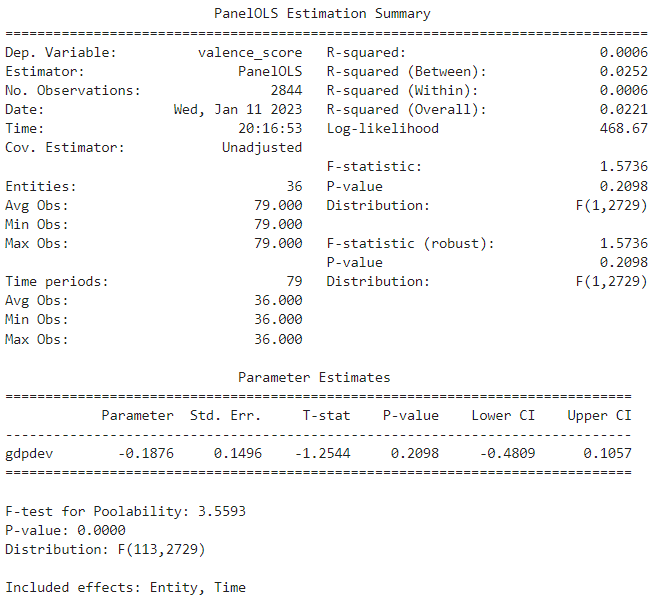 PanelOLS Estimation Summary
================================================================================
Dep. Variable: valence_score R-squared: 0.0006
Estimator: PanelOLS R-squared (Between): 0.0252
No. Observations: 2844 R-squared (Within): 0.0006
Date: Wed, Jan 11 2023 R-squared (Overall): 0.0221
Time: 20:16:53 Log-likelihood 468.67
Cov. Estimator: Unadjusted
F-statistic: 1.5736
Entities: 36 P-value 0.2098
Avg Obs: 79.000 Distribution: F(1,2729)
Min Obs: 79.000
Max Obs: 79.000 F-statistic (robust): 1.5736
P-value 0.2098
Time periods: 79 Distribution: F(1,2729)
Avg Obs: 36.000
Min Obs: 36.000
Max Obs: 36.000
Parameter Estimates
==============================================================================
Parameter Std. Err. T-stat P-value Lower CI Upper CI
------------------------------------------------------------------------------
gdpdev -0.1876 0.1496 -1.2544 0.2098 -0.4809 0.1057
==============================================================================
F-test for Poolability: 3.5593
P-value: 0.0000
Distribution: F(113,2729)
Included effects: Entity, Time